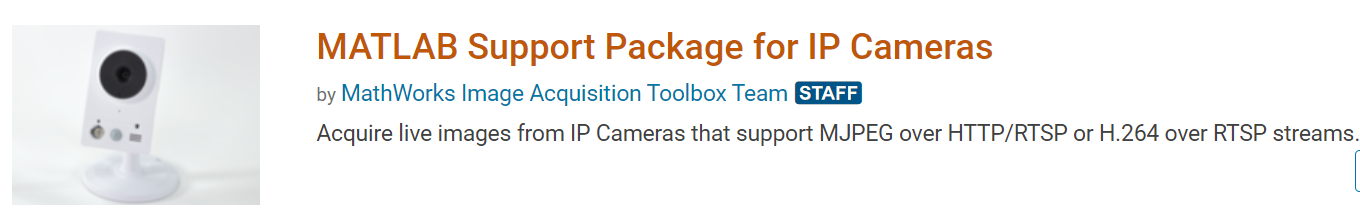 MATLAB Support Package for IP Cameras
by MathWorks Image Acquisition Toolbox Team STAFF
Acquire live images from IP Cameras that support MJPEG over HTTP/RTSP or H.264 over RTSP streams.